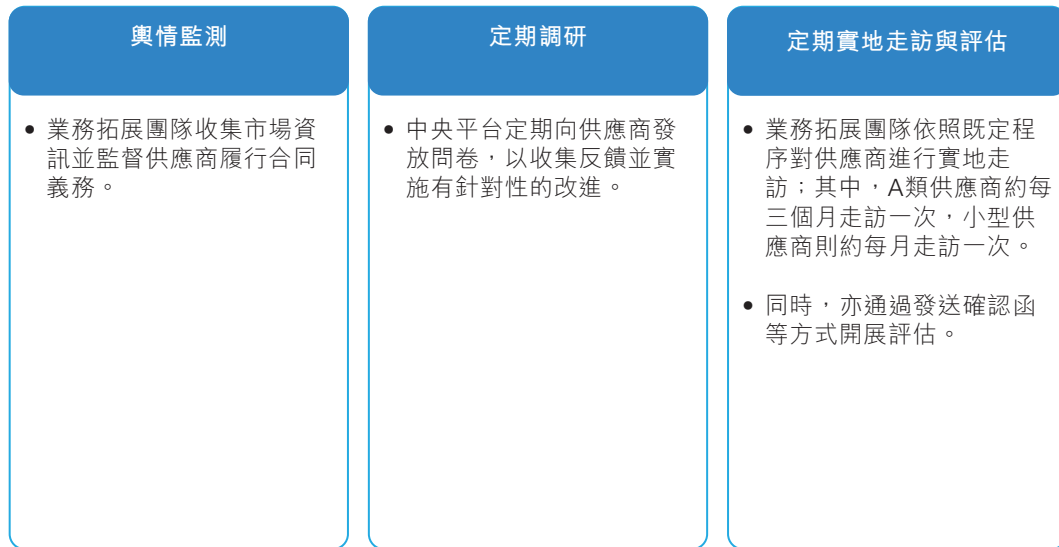 輿情監測
• 業務拓展團隊收集市場資
訊並監督供應商履行合同
義務。
定期調研
• 中央平台定期向供應商發
放問卷，以收集反饋並實
施有針對性的改進。
定期實地走訪與評估
• 業務拓展團隊依照既定程
序對供應商進行實地走
訪；其中，A類供應商約每
三個月走訪一次，小型供
應商則約每月走訪一次。
• 同時，亦通過發送確認函
等方式開展評估。